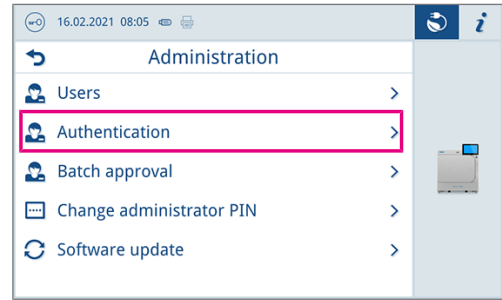 16.02.2021 08:05
Administration
Users
Authentication
Batch approval
Change administrator PIN
Software update